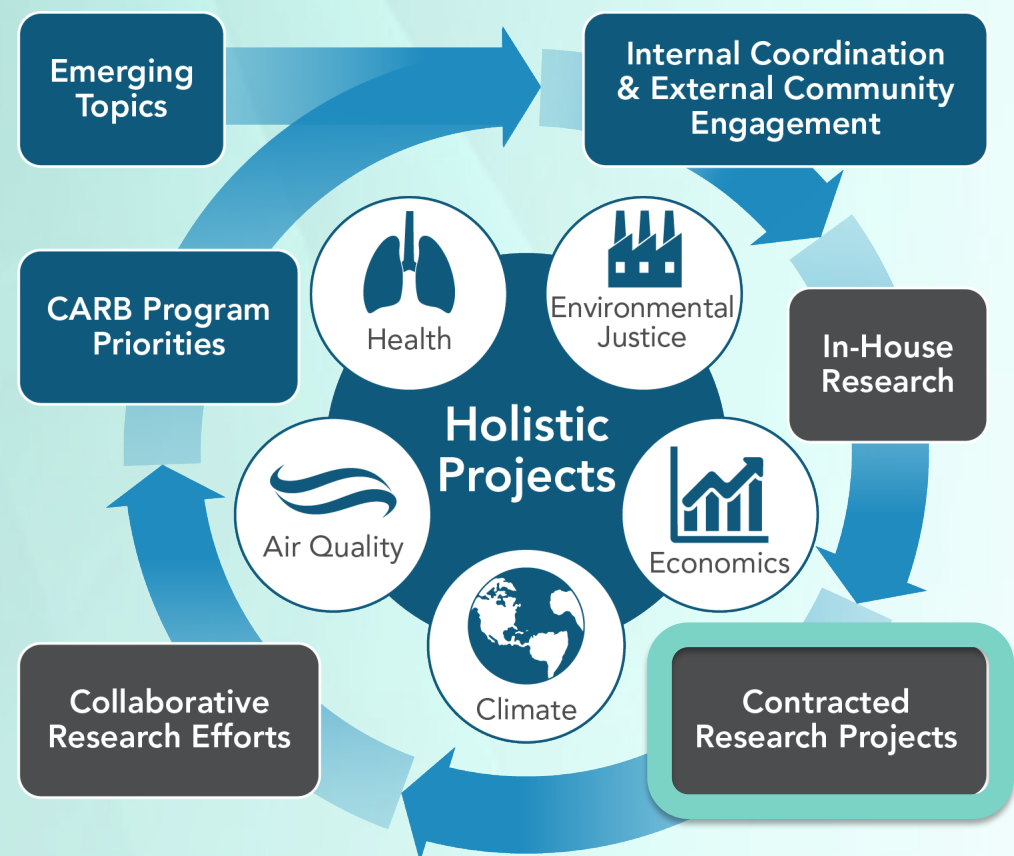 Emerging
Topics
Internal Coordination
& External Community
Engagement
CARB Program
Priorities
Health
Environmental
Justice
In-House
Research
Holistic
Projects
Air Quality
Economics
Climate
Collaborative
Research Efforts
Contracted
Research Projects